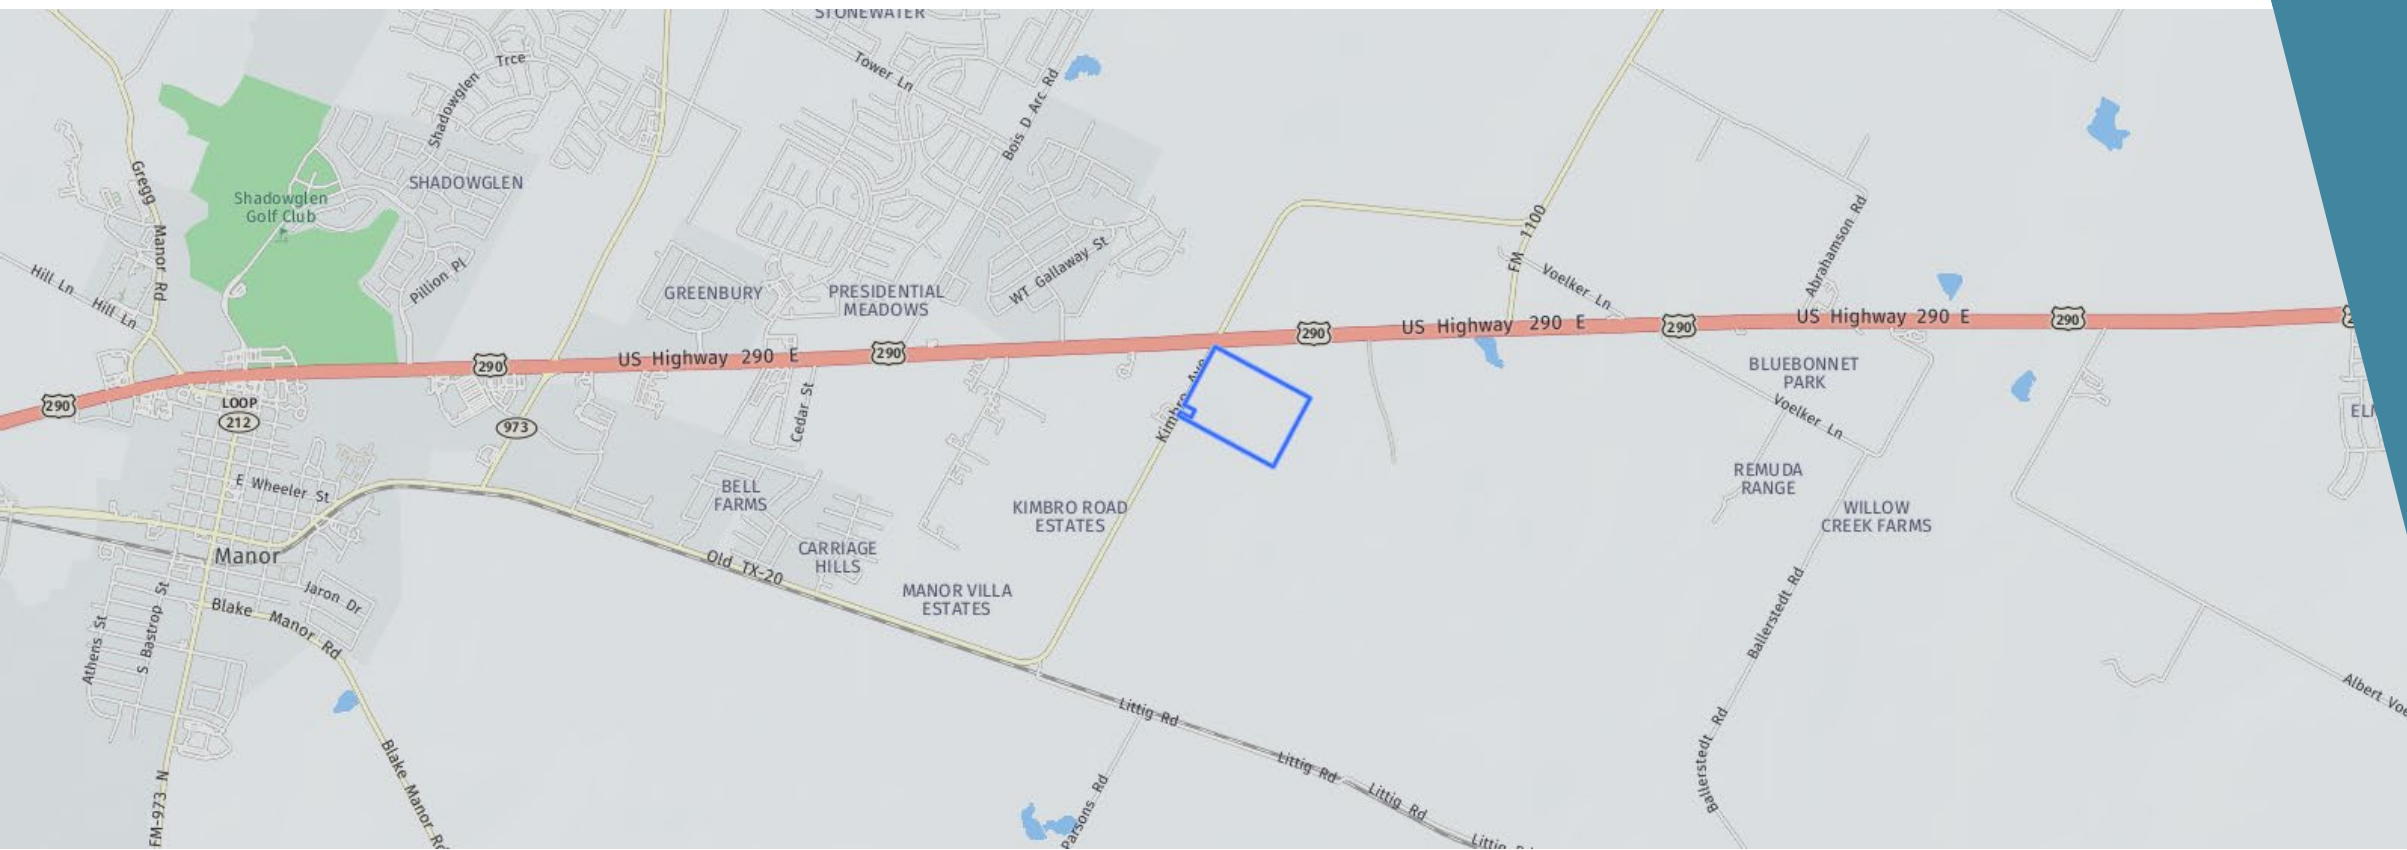 STONEWATER
Tower Ln
Trce
Shadowglen
Bois D Arc Rd
Gregg
Manor Rd
SHADOWGLEN
Shadowglen
Golf Club
Pillion Pl
Hill Ln
Hill Ln
GREENBURY
PRESIDENTIAL
MEADOWS
WT Gallaway St
FM 1100
Voelker Ln
Abrahamson Rd
US Highway 290 E
290
290
290
290
US Highway 290 E
290
US Highway 290 E
290
LOOP
212
973
Cedar St
Kimbro Ave
BLUEBONNET
PARK
Voelker Ln
E Wheeler St
BELL
FARMS
KIMBRO ROAD
ESTATES
REMUDA
RANGE
WILLOW
CREEK FARMS
Manor
Old TX-20
CARRIAGE
HILLS
MANOR VILLA
ESTATES
Jaron Dr
Blake Manor Rd
Athens St
S Bastrop St
Ballerstedt Rd
Ballerstedt Rd
Albert Voe
Littig Rd
Littig Rd
Littig Rd
Littig
Parsons Rd
Blake Manor Rd
FM-973 N